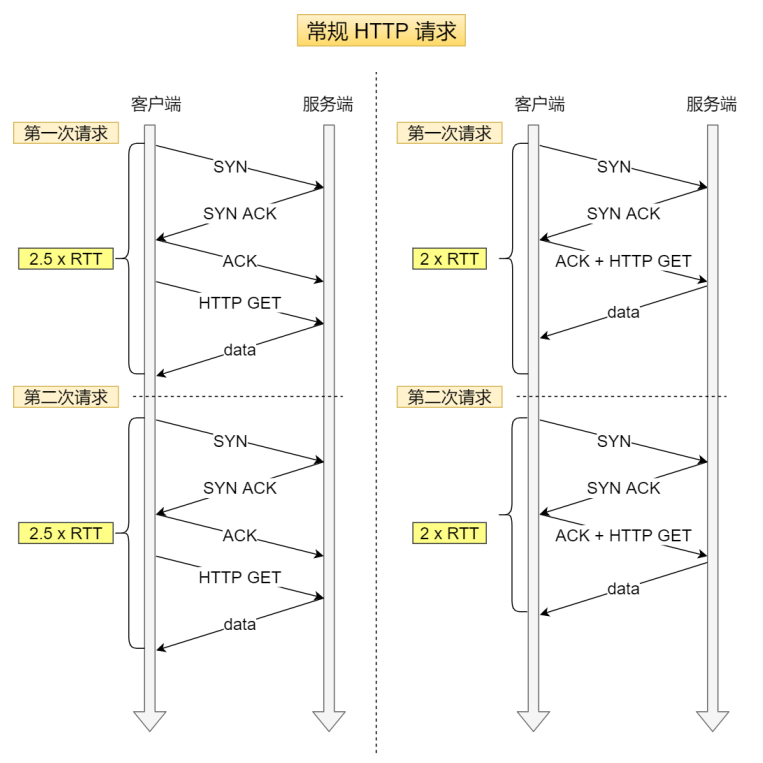 常规 HTTP 请求
客户端
服务端
第一次请求
SYN
SYN ACK
2.5 x RTT
ACK
HTTP GET
data
第二次请求
SYN
SYN ACK
2.5 x RTT
ACK
HTTP GET
data
客户端
服务端
第一次请求
SYN
SYN ACK
2 x RTT
ACK + HTTP GET
data
第二次请求
SYN
SYN ACK
2 x RTT
ACK + HTTP GET
data